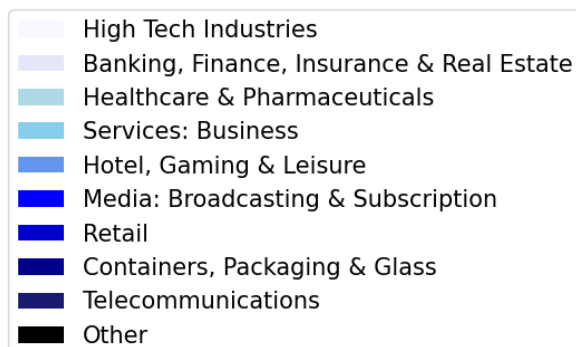 High Tech Industries
Banking, Finance, Insurance & Real Estate
Healthcare & Pharmaceuticals
Services: Business
Hotel, Gaming & Leisure
Media: Broadcasting & Subscription
Retail
Containers, Packaging & Glass
Telecommunications
Other